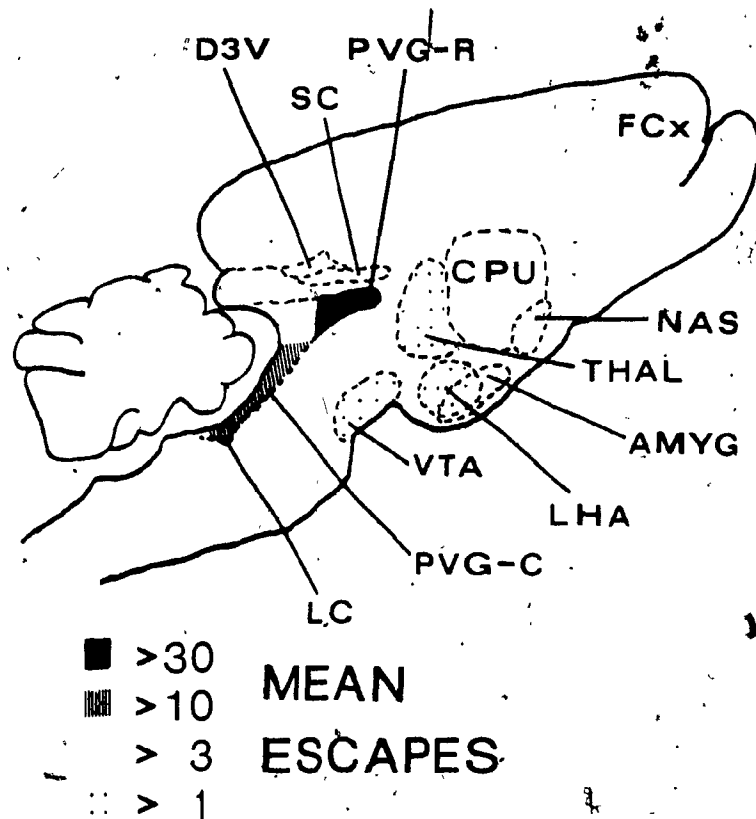 D3V PVG-R
SC
FCx
CPU
NAS
THAL
AMYG
VTA
LHA
PVG-C
LC
>30
MEAN
>10
> 3 ESCAPES
> 1